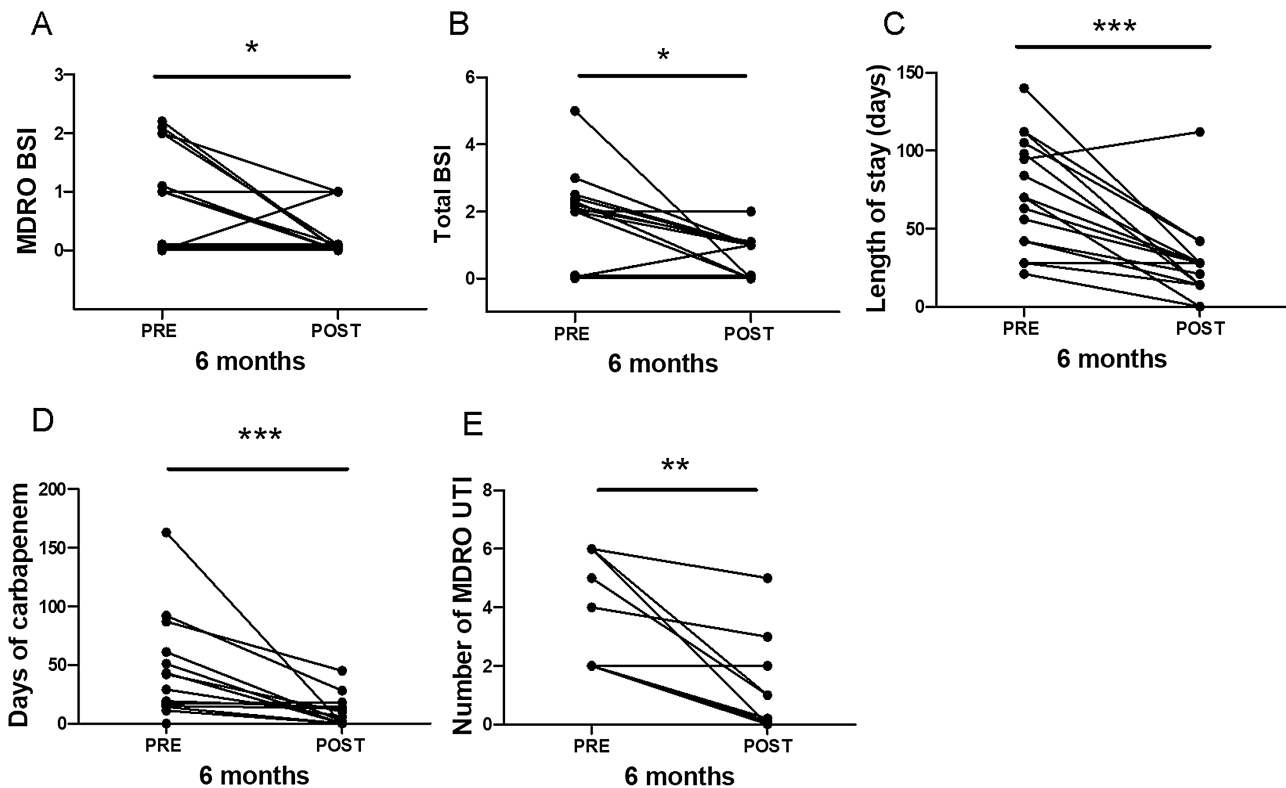 A
*
MDRO BSI
3
2
1
0
PRE
POST
6 months
B
*
Total BSI
6
4
2
0
PRE
POST
6 months
C
***
Length of stay (days)
150
100
50
0
PRE
POST
6 months
D
***
Days of carbapenem
200
150
100
50
0
PRE
POST
6 months
E
**
Number of MDRO UTI
8
6
4
2
0
PRE
POST
6 months